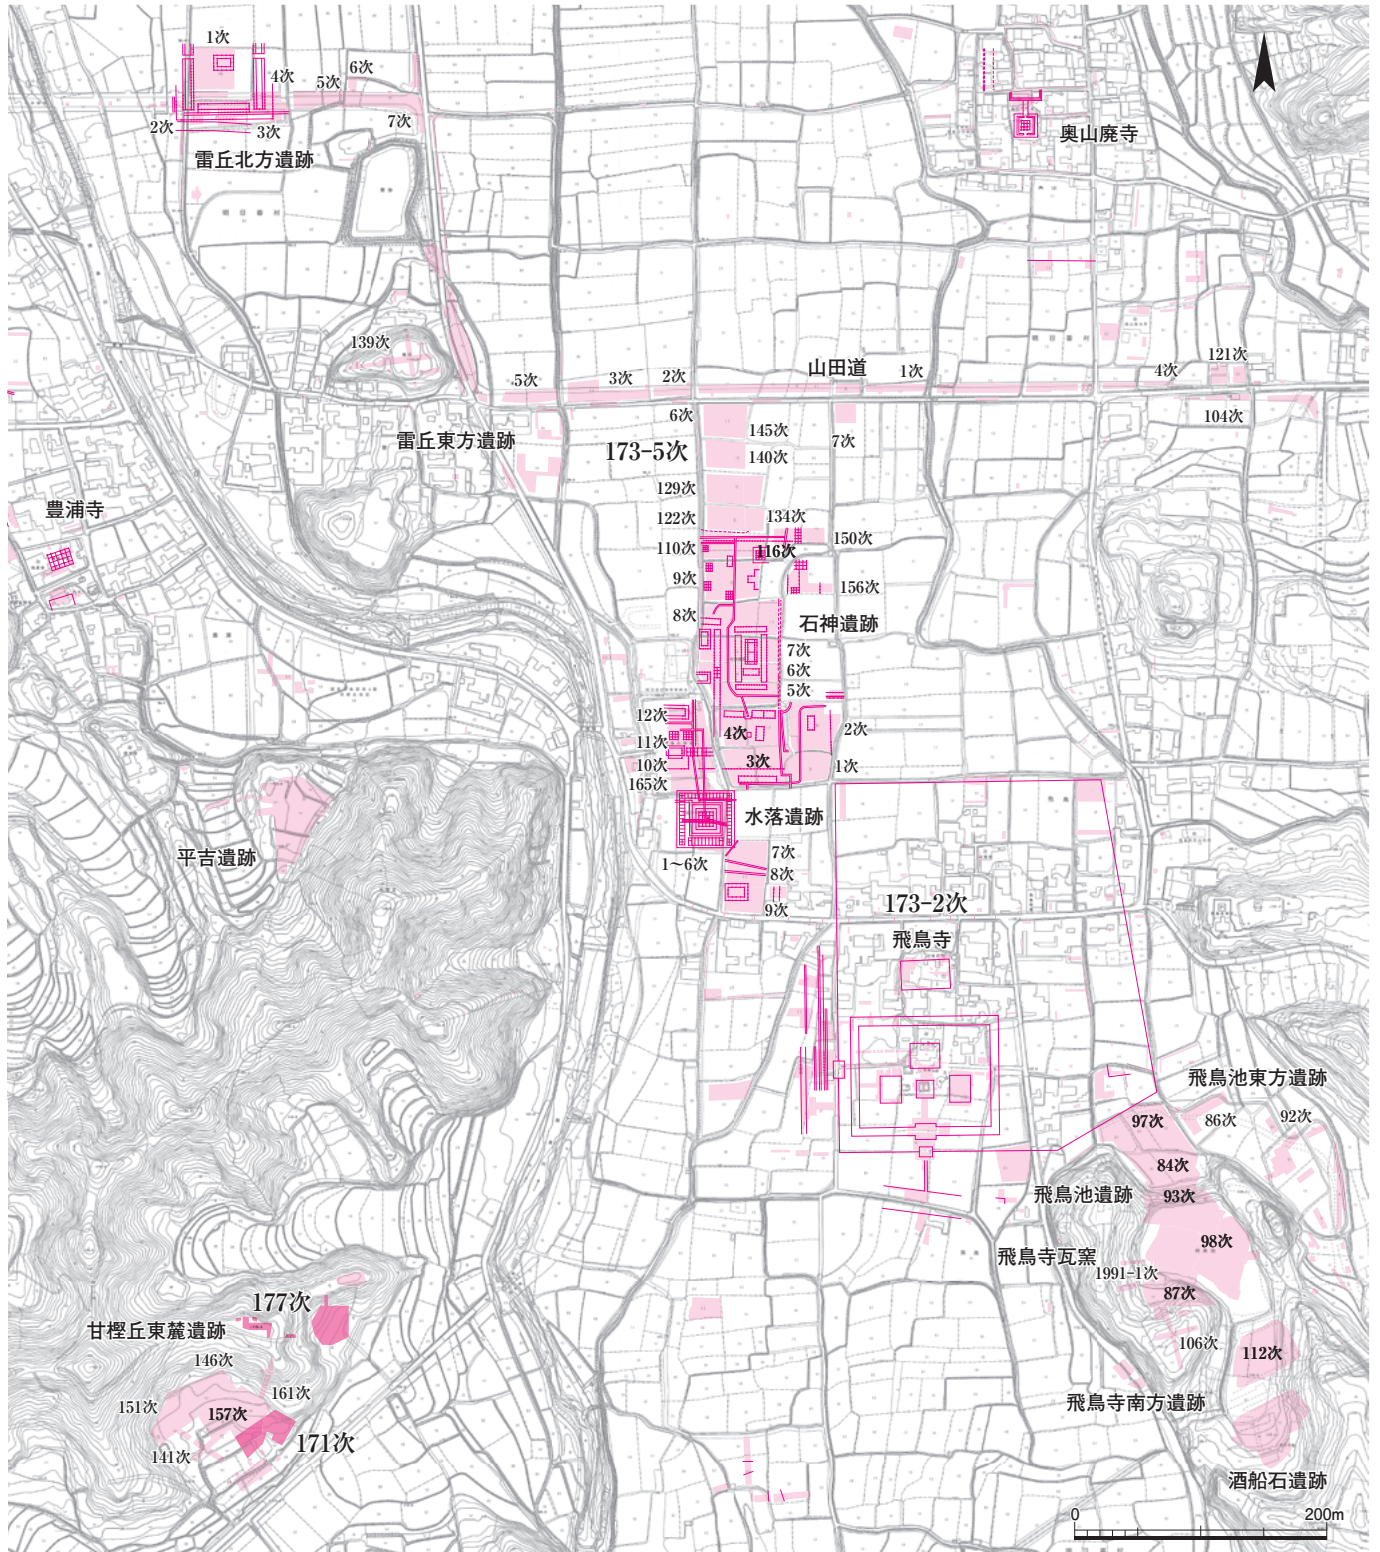 1次
6次
4次
5次
2次
3次
7次
雷丘北方遺跡
奥山廃寺
139次
5次
3次
2次
山田道
1次
4次
121次
104次
6次
145次
7次
雷丘東方遺跡
173-5次
140次
129次
豊浦寺
122次
134次
150次
110次
116次
9次
156次
8次
石神遺跡
7次
6次
5次
12次
4次
2次
11次
3次
10次
1次
165次
水落遺跡
平吉遺跡
1～6次
7次
8次
9次
173-2次
飛鳥寺
飛鳥池東方遺跡
97次
86次
92次
84次
飛鳥池遺跡
93次
98次
飛鳥寺瓦窯
1991-1次
87次
177次
甘樫丘東麓遺跡
106次
112次
146次
161次
151次
157次
飛鳥寺南方遺跡
171次
141次
酒船石遺跡
0
200m